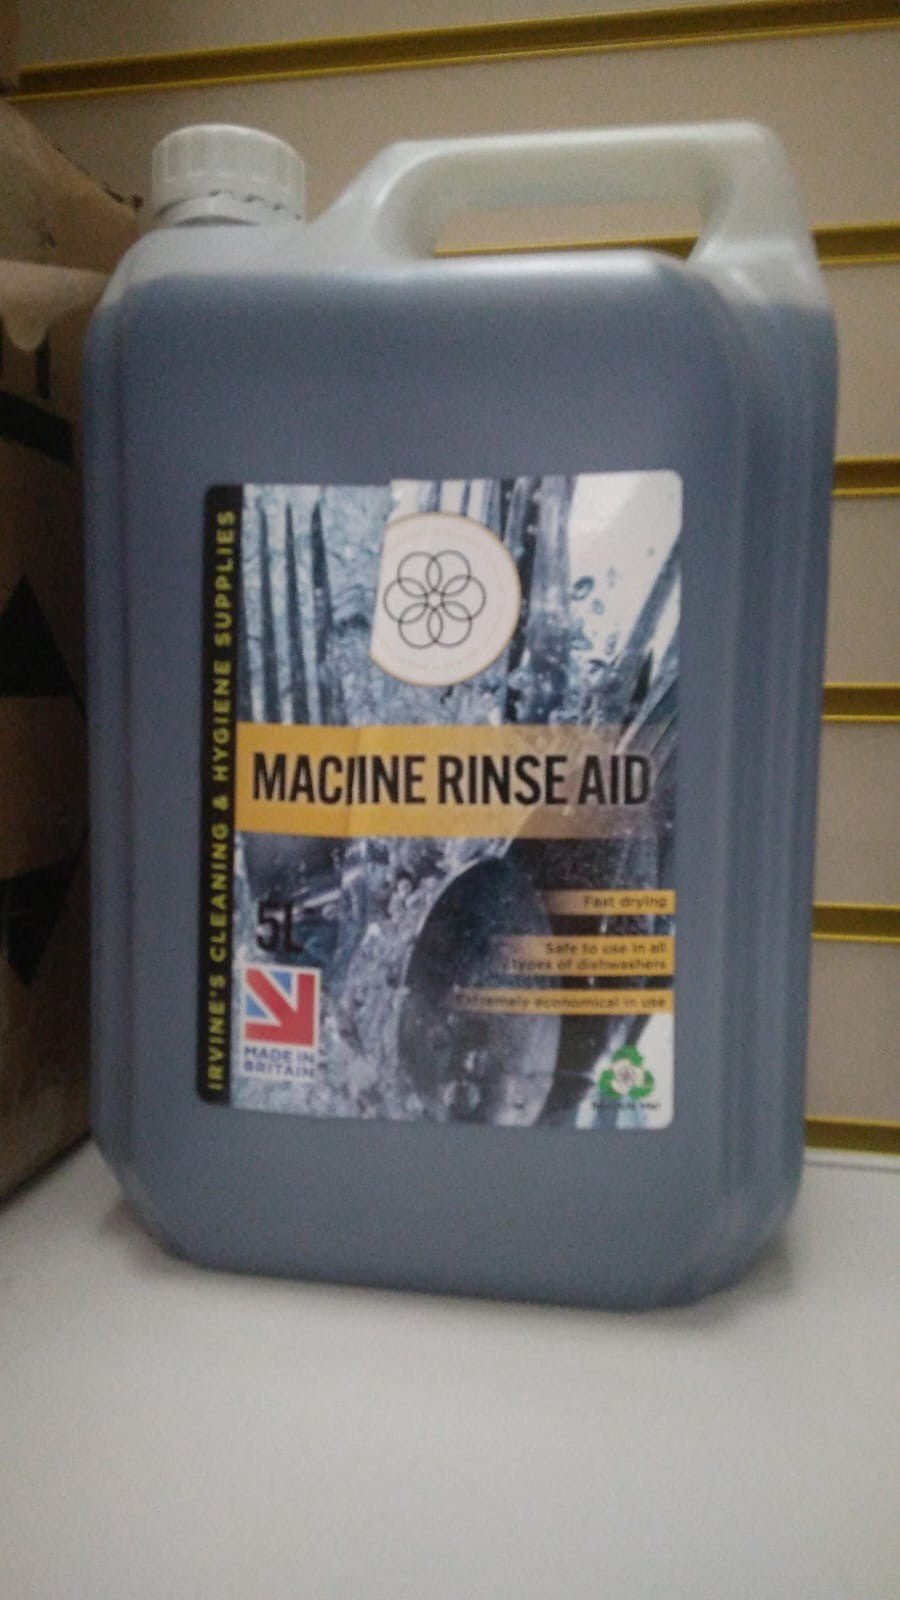 IRVINE'S CLEANING & HYGIENE SUPPLIES
MACHINE RINSE AID
5L
Fast drying
Safe to use in all
types of dishwashers
Extremely economical in use
MADE IN
BRITAIN